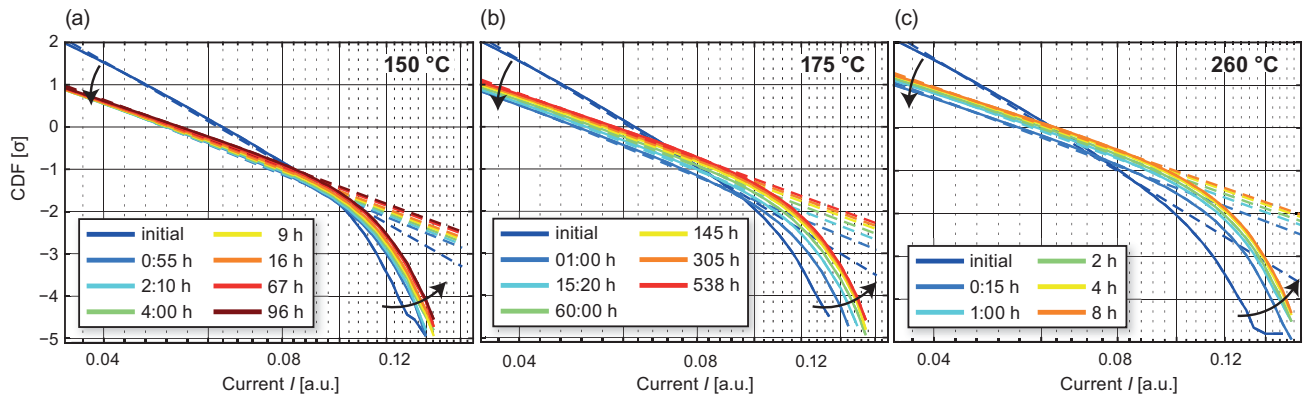 (a)
(b)
(c)
150 °C
175 °C
260 °C
2
1
0
−1
−2
−3
−4
−5
CDF [σ]
initial
0:55 h
2:10 h
4:00 h
9 h
16 h
67 h
96 h
initial
01:00 h
15:20 h
60:00 h
145 h
305 h
538 h
initial
0:15 h
1:00 h
2 h
4 h
8 h
0.04
0.08
0.12
0.04
0.08
0.12
0.04
0.08
0.12
Current I [a.u.]
Current I [a.u.]
Current I [a.u.]